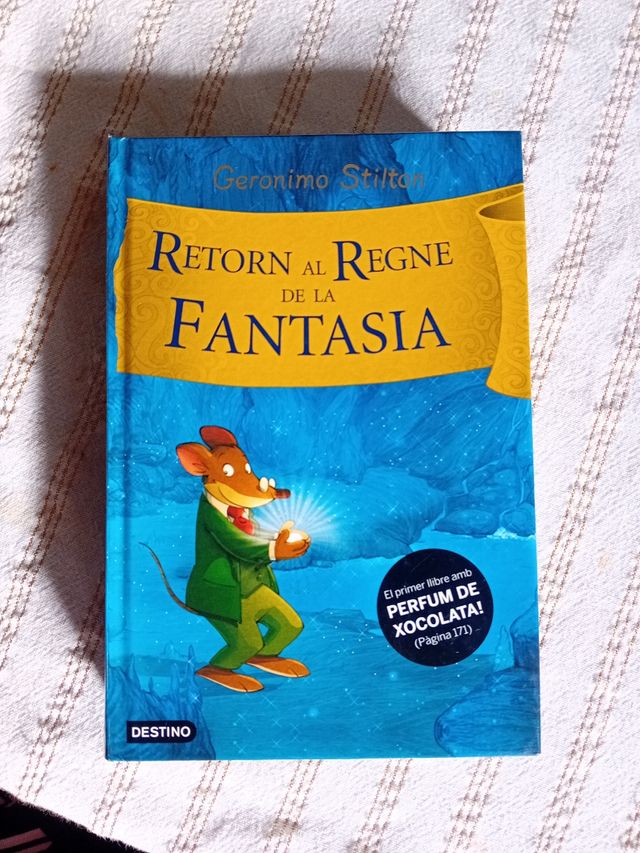 Geronimo Stilton
RETORN AL REGNE
DE LA
FANTASIA
El primer llibre amb
PERFUM DE
XOCOLATA!
(Pàgina 171)
DESTINO